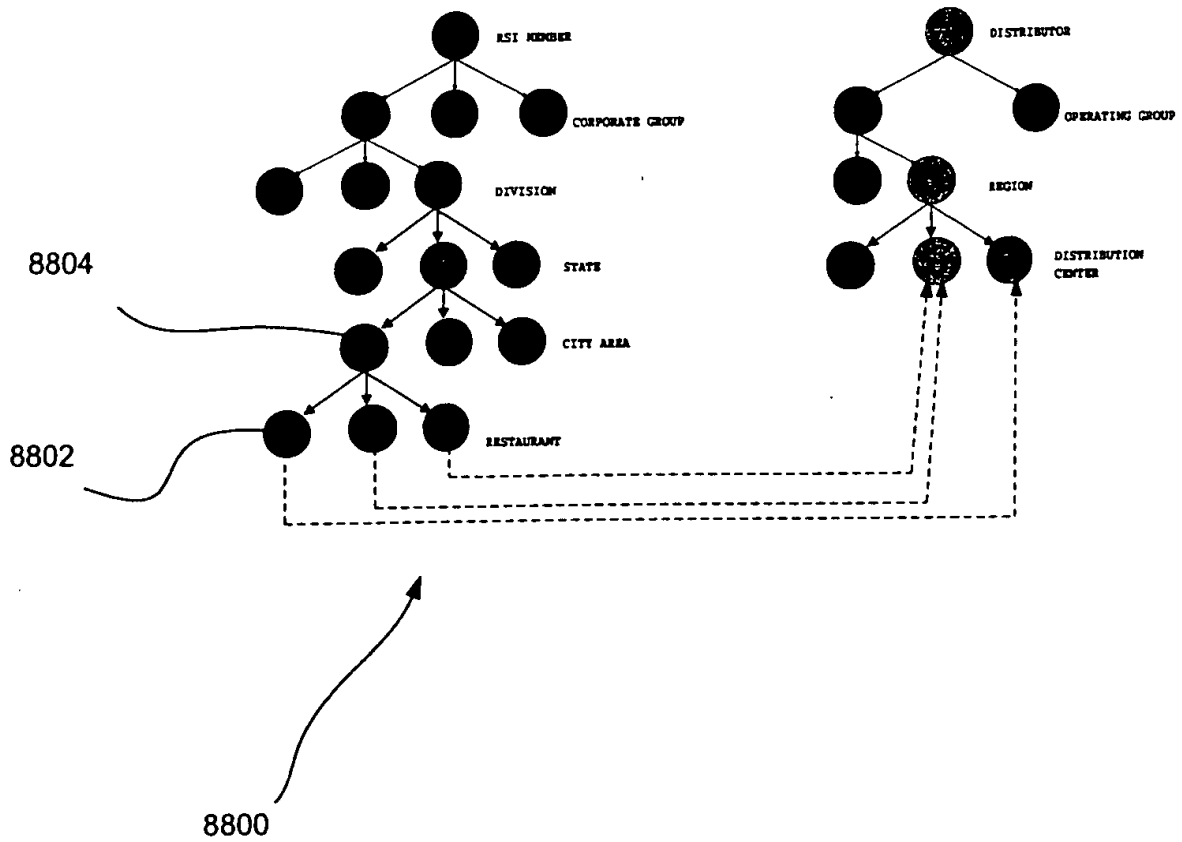 RSI MEMBER
DISTRIBUTOR
CORPORATE GROUP
OPERATING GROUP
DIVISION
REGION
8804
STATE
DISTRIBUTION
CENTER
CITY AREA
8802
RESTAURANT
8800